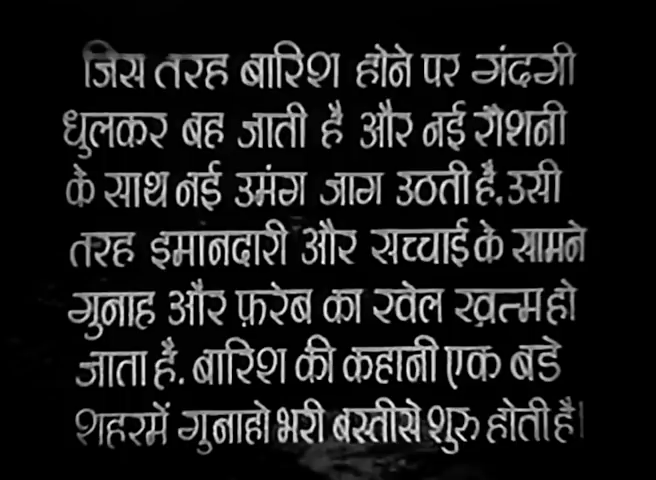 जिस तरह बारिश होने पर गंदगी
धुलकर बह जाती है और नई रौशनी
के साथ नई उमंग जाग उठती है.उसी
तरह इमानदारी और सच्चाई के सामने
गुनाह और फ़रेब का खेल ख़त्म हो
जाता है. बारिश की कहानी एक बडे
शहरमें गुनाहो भरी बस्तीसे शुरु होती है।